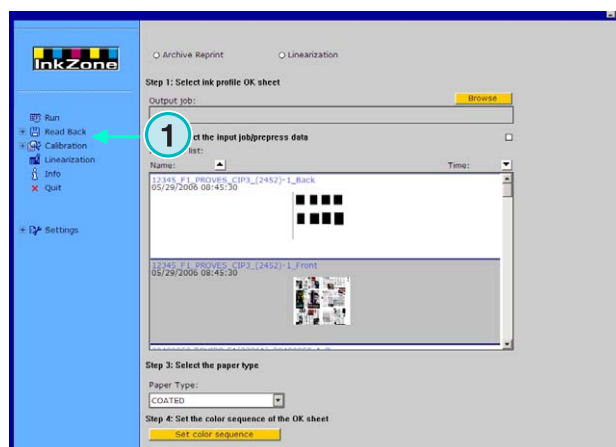 InkZone
Archive Reprint
Linearization
Step 1: Select ink profile OK sheet
Output job:
Browse
Run
Read Back
1
ct the input job/prepress data
Calibration
list:
Linearization
Name:
Time:
Info
Quit
12345_F1_PROVES_CIP3_(2452)-1_Back
05/29/2006 08:45:30
Settings
12345_F1_PROVES_CIP3_(2452)-1_Front
05/29/2006 08:45:30
Step 3: Select the paper type
Paper Type:
COATED
Step 4: Set the color sequence of the OK sheet
Set color sequence